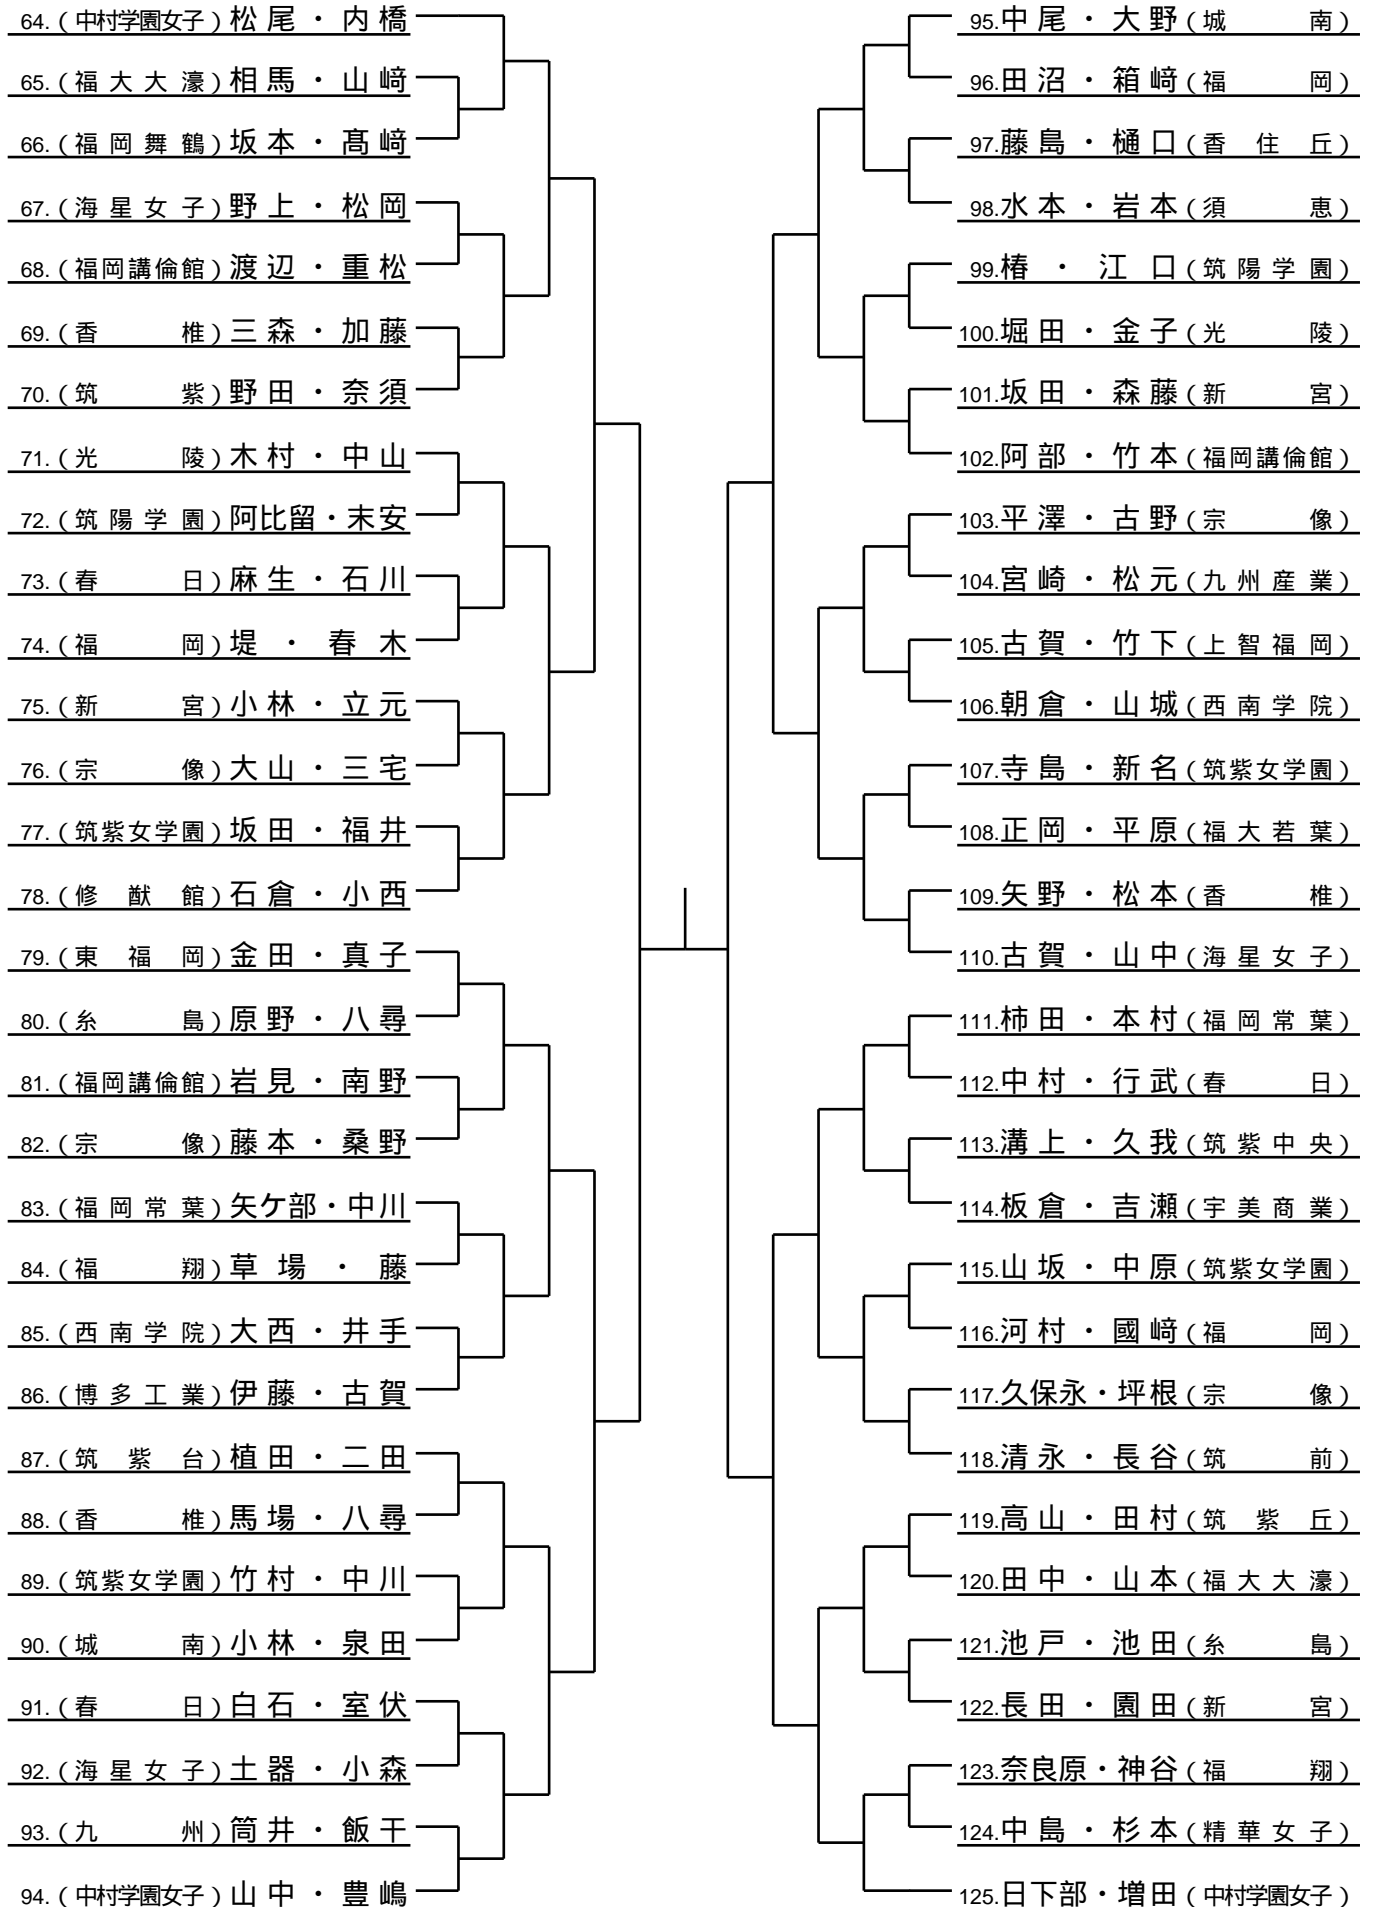 64.（中村学園女子）松尾・内橋
65.（福大大濠）相馬・山﨑
66.（福岡舞鶴）坂本・髙﨑
67.（海星女子）野上・松岡
68.（福岡講倫館）渡辺・重松
69.（香椎）三森・加藤
70.（筑紫）野田・奈須
71.（光陵）木村・中山
72.（筑陽学園）阿比留・末安
73.（春日）麻生・石川
74.（福岡）堤・春木
75.（新宮）小林・立元
76.（宗像）大山・三宅
77.（筑紫女学園）坂田・福井
78.（修猷館）石倉・小西
79.（東福岡）金田・真子
80.（糸島）原野・八尋
81.（福岡講倫館）岩見・南野
82.（宗像）藤本・桑野
83.（福岡常葉）矢ケ部・中川
84.（福翔）草場・藤
85.（西南学院）大西・井手
86.（博多工業）伊藤・古賀
87.（筑紫台）植田・二田
88.（香椎）馬場・八尋
89.（筑紫女学園）竹村・中川
90.（城南）小林・泉田
91.（春日）白石・室伏
92.（海星女子）土器・小森
93.（九州）筒井・飯干
94.（中村学園女子）山中・豊嶋
95.中尾・大野（城南）
96.田沼・箱﨑（福岡）
97.藤島・樋口（香住丘）
98.水本・岩本（須恵）
99.椿・江口（筑陽学園）
100.堀田・金子（光陵）
101.坂田・森藤（新宮）
102.阿部・竹本（福岡講倫館）
103.平澤・古野（宗像）
104.宮崎・松元（九州産業）
105.古賀・竹下（上智福岡）
106.朝倉・山城（西南学院）
107.寺島・新名（筑紫女学園）
108.正岡・平原（福大若葉）
109.矢野・松本（香椎）
110.古賀・山中（海星女子）
111.柿田・本村（福岡常葉）
112.中村・行武（春日）
113.溝上・久我（筑紫中央）
114.板倉・吉瀬（宇美商業）
115.山坂・中原（筑紫女学園）
116.河村・國﨑（福岡）
117.久保永・坪根（宗像）
118.清永・長谷（筑前）
119.高山・田村（筑紫丘）
120.田中・山本（福大大濠）
121.池戸・池田（糸島）
122.長田・園田（新宮）
123.奈良原・神谷（福翔）
124.中島・杉本（精華女子）
125.日下部・増田（中村学園女子）